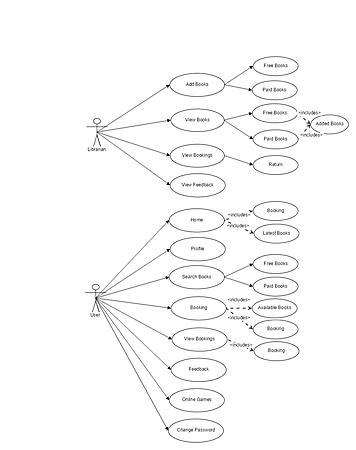 Free Books
Add Books
Paid Books
Free Books
<includes>
View Books
Added Books
Paid Books
<includes>
Librarian
View Bookings
Return
View Feedback
Booking
<includes>
Home
<includes>
Latest Books
Profile
Free Books
Search Books
Paid Books
User
<includes>
Booking
Available Books
<includes>
Booking
View Bookings
<includes>
Booking
Feedback
Online Games
Change Password